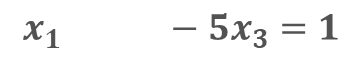 x₁ − 5x₃ = 1